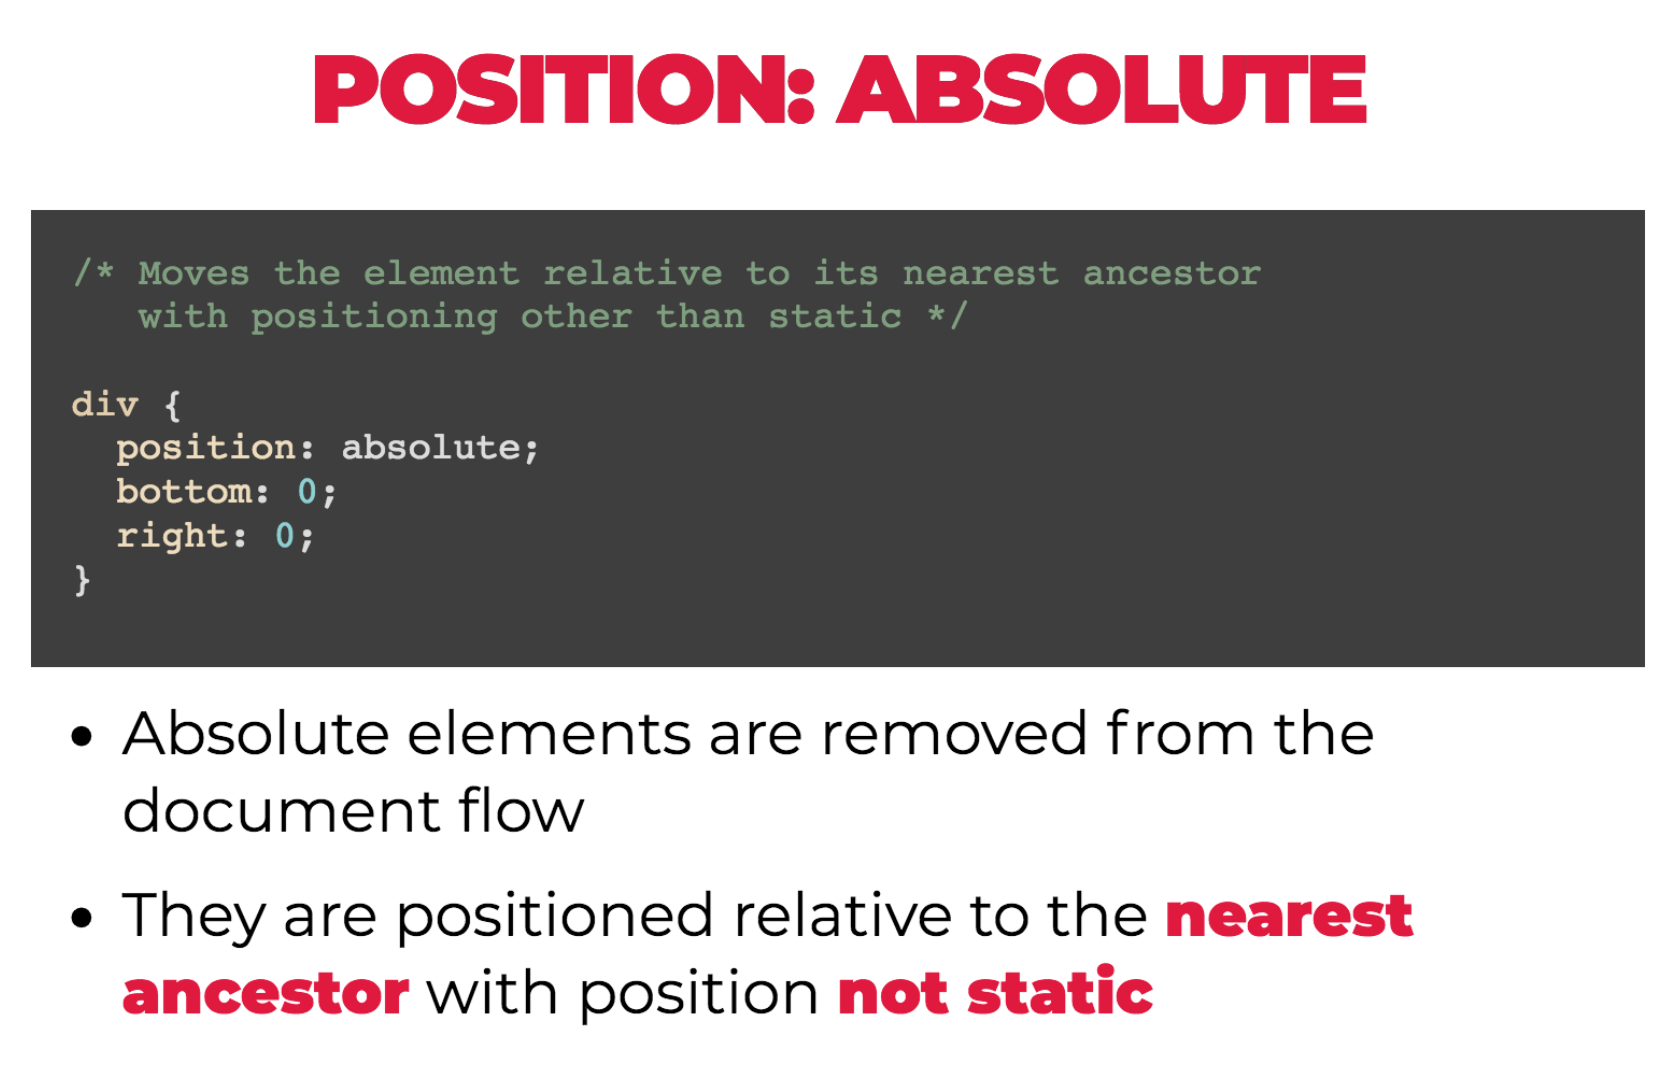 POSITION: ABSOLUTE
/* Moves the element relative to its nearest ancestor
   with positioning other than static */
div {
  position: absolute;
  bottom: 0;
  right: 0;
}
• Absolute elements are removed from the
document flow
• They are positioned relative to the nearest
ancestor with position not static